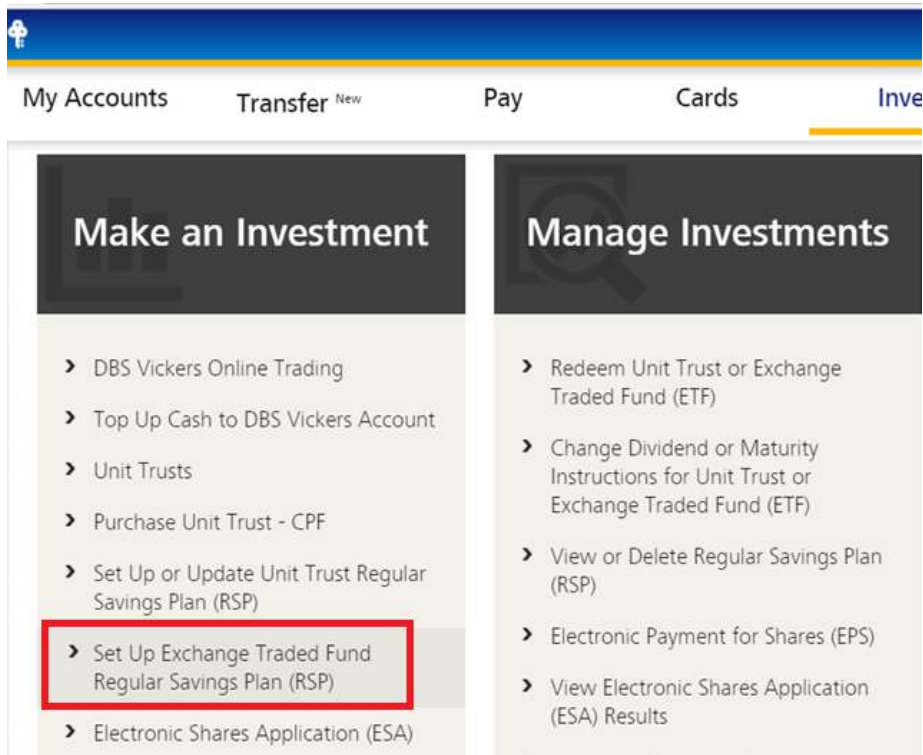 My Accounts
Transfer New
Pay
Cards
Inve
Make an Investment
DBS Vickers Online Trading
Top Up Cash to DBS Vickers Account
Unit Trusts
Purchase Unit Trust - CPF
Set Up or Update Unit Trust Regular
Savings Plan (RSP)
Set Up Exchange Traded Fund
Regular Savings Plan (RSP)
Electronic Shares Application (ESA)
Manage Investments
Redeem Unit Trust or Exchange
Traded Fund (ETF)
Change Dividend or Maturity
Instructions for Unit Trust or
Exchange Traded Fund (ETF)
View or Delete Regular Savings Plan
(RSP)
Electronic Payment for Shares (EPS)
View Electronic Shares Application
(ESA) Results